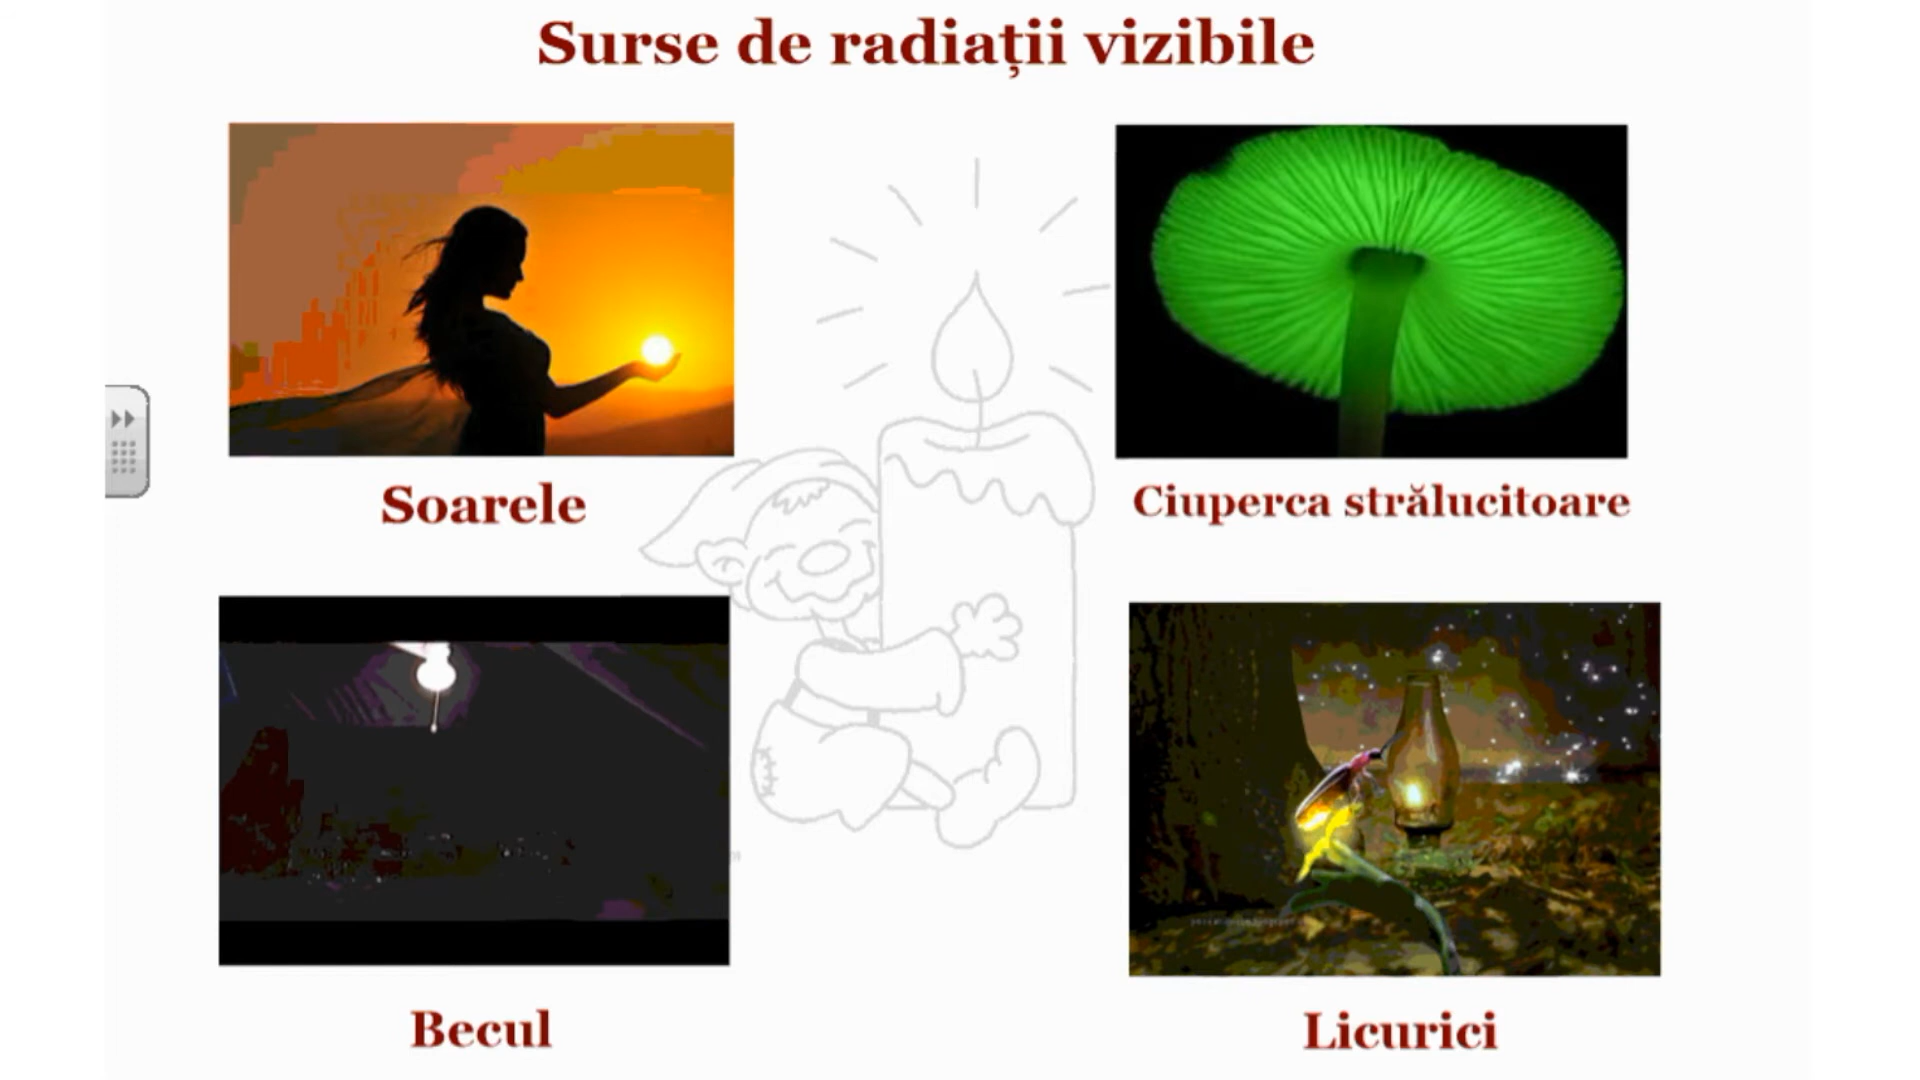 Surse de radiații vizibile
Soarele
Ciuperca strălucitoare
Becul
Licurici